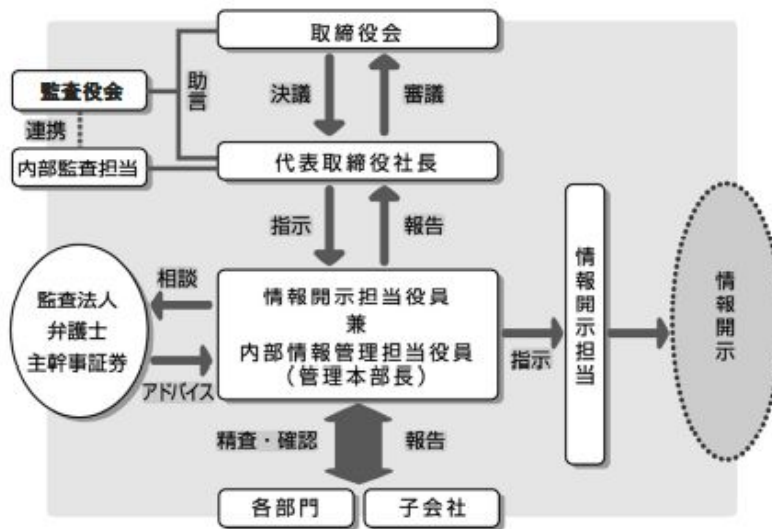 取締役会
監査役会
助言
決議
審議
連携
内部監査担当
代表取締役社長
指示
報告
相談
監査法人
弁護士
主幹事証券
アドバイス
情報開示担当役員
兼
内部情報管理担当役員
（管理本部長）
指示
情報開示担当
情報開示
精査・確認
報告
各部門
子会社